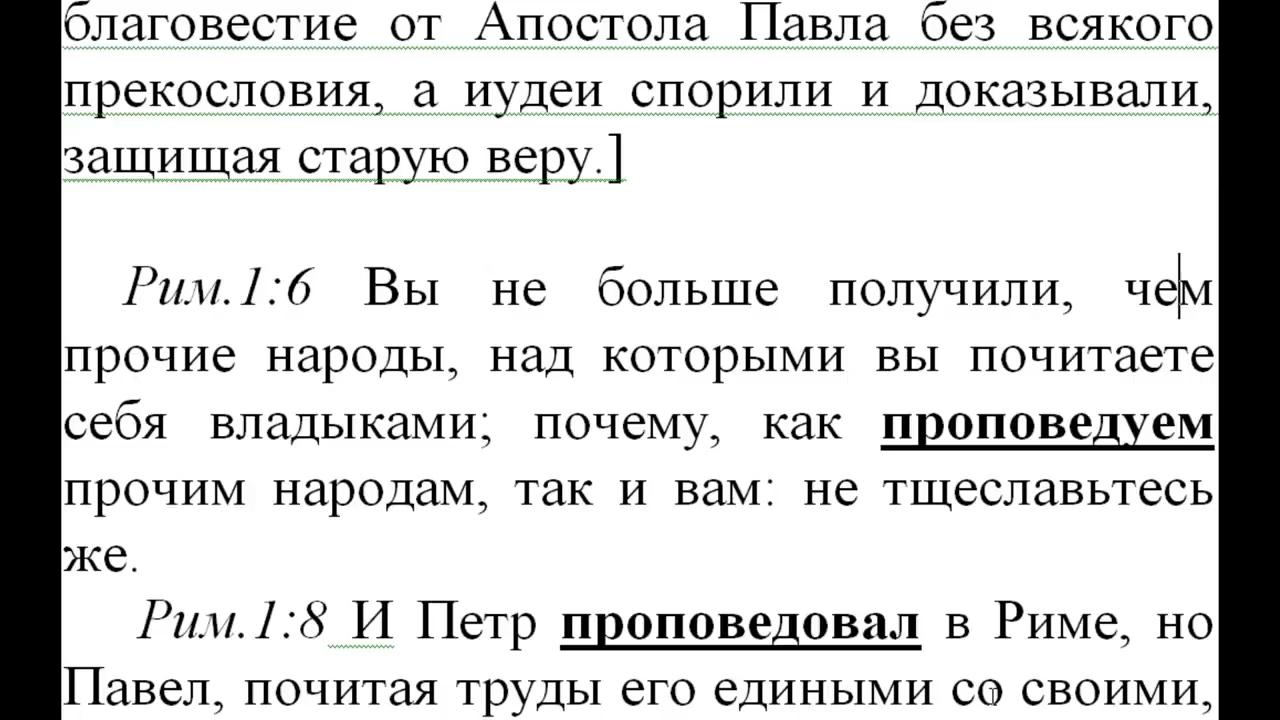 благовестие от Апостола Павла без всякого
прекословия, а иудеи спорили и доказывали,
защищая старую веру.]
Рим.1:6 Вы не больше получили, чем
прочие народы, над которыми вы почитаете
себя владыками; почему, как проповедуем
прочим народам, так и вам: не тщеславьтесь
же.
Рим.1:8 И Петр проповедовал в Риме, но
Павел, почитая труды его едиными со своими,